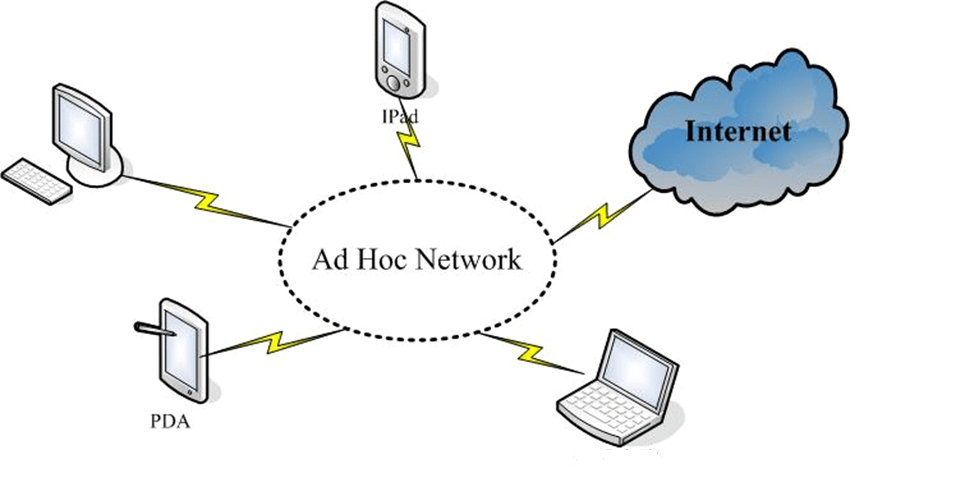 IPad
Internet
Ad Hoc Network
PDA